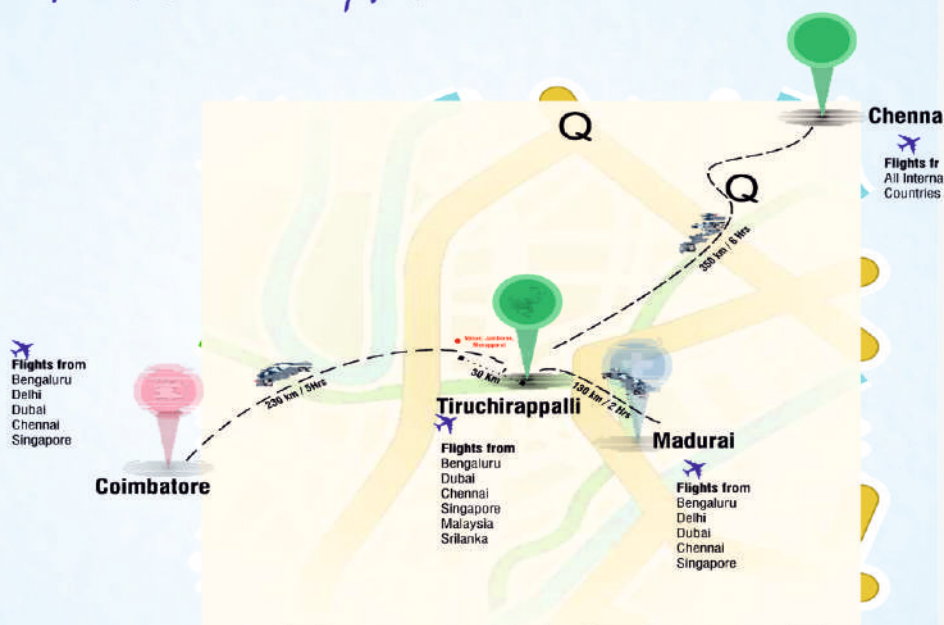 Q
Chenna
Flights fr
All Interna
Countries
Q
350 km / 6 Hrs
Flights from
Bengaluru
Delhi
Dubai
Chennai
Singapore
230 km / 5Hrs
Coimbatore
30 Km
Tiruchirappalli
Flights from
Bengaluru
Dubai
Chennai
Singapore
Malaysia
Srilanka
130 km / 2 Hrs
Madurai
Flights from
Bengaluru
Delhi
Dubai
Chennai
Singapore